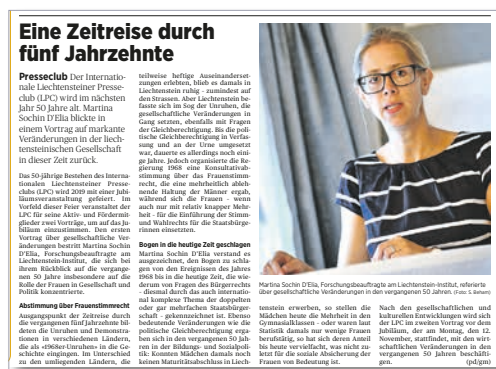 Eine Zeitreise durch
fünf Jahrzehnte
Presseclub Der Internatio-
nale Liechtensteiner Presse-
club (LPC) wird im nächsten
Jahr 50 Jahre alt. Martina
Sochin D'Elia blickte in
einem Vortrag auf markante
Veränderungen in der liech-
tensteinischen Gesellschaft
in dieser Zeit zurück.
Das 50-jährige Bestehen des Interna-
tionalen Liechtensteiner Presse-
clubs (LPC) wird 2019 mit einer Jubi-
läumsveranstaltung gefeiert. Im
Vorfeld dieser Feier veranstaltet der
LPC für seine Aktiv- und Fördermit-
glieder zwei Vorträge, um auf das Ju-
biläum einzustimmen. Den ersten
Vortrag über gesellschaftliche Ver-
änderungen bestritt Martina Sochin
D'Elia, Forschungsbeauftragte am
Liechtenstein-Institut, die sich bei
ihrem Rückblick auf die vergange-
nen 50 Jahre insbesondere auf die
Rolle der Frauen in Gesellschaft und
Politik konzentrierte.
Abstimmung über Frauenstimmrecht
Ausgangspunkt der Zeitreise durch
die vergangenen fünf Jahrzehnte bil-
deten die Unruhen und Demonstra-
tionen in verschiedenen Ländern,
die als «1968er-Unruhen» in die Ge-
schichte eingingen. Im Unterschied
zu den umliegenden Ländern, die
teilweise heftige Auseinanderset-
zungen erlebten, blieb es damals in
Liechtenstein ruhig - zumindest auf
den Strassen. Aber Liechtenstein be-
fasste sich im Sog der Unruhen, die
gesellschaftliche Veränderungen in
Gang setzten, ebenfalls mit Fragen
der Gleichberechtigung. Bis die poli-
tische Gleichberechtigung in Verfas-
sung und an der Urne umgesetzt
war, dauerte es allerdings noch eini-
ge Jahre. Jedoch organisierte die Re-
gierung 1968 eine Konsultativab-
stimmung über das Frauenstimm-
recht, die eine mehrheitlich ableh-
nende Haltung der Männer ergab,
während sich die Frauen - wenn
auch nur mit relativ knapper Mehr-
heit - für die Einführung der Stimm-
und Wahlrechts für die Staatsbürge-
rinnen einsetzten.
Bogen in die heutige Zeit geschlagen
Martina Sochin D'Elia verstand es
ausgezeichnet, den Bogen zu schla-
gen von den Ereignissen des Jahres
1968 bis in die heutige Zeit, die wie-
derum von Fragen des Bürgerrechts
- diesmal durch das auch internatio-
nal komplexe Thema der doppelten
oder gar mehrfachen Staatsbürger-
schaft - gekennzeichnet ist. Ebenso
bedeutende Veränderungen wie die
politische Gleichberechtigung erga-
ben sich in den vergangenen 50 Jah-
ren in der Bildungs- und Sozialpoli-
tik: Konnten Mädchen damals noch
keinen Maturitätsabschluss in Liech-
Martina Sochin D'Elia, Forschungsbeauftragte am Liechtenstein-Institut, referierte
über gesellschaftliche Veränderungen in den vergangenen 50 Jahren.
tenstein erwerben, so stellen die
Mädchen heute die Mehrheit in den
Gymnasialklassen - oder waren laut
Statistik damals nur wenige Frauen
berufstätig, so hat sich deren Anteil
bis heute vervielfacht, was nicht zu-
letzt für die soziale Absicherung der
Frauen von Bedeutung ist.
Nach den gesellschaftlichen und
kulturellen Entwicklungen wird sich
der LPC im zweiten Vortrag vor dem
Jubiläum, der am Montag, den 12.
November, stattfindet, mit den wirt-
schaftlichen Veränderungen in den
vergangenen 50 Jahren beschäfti-
gen. (pd/gm)